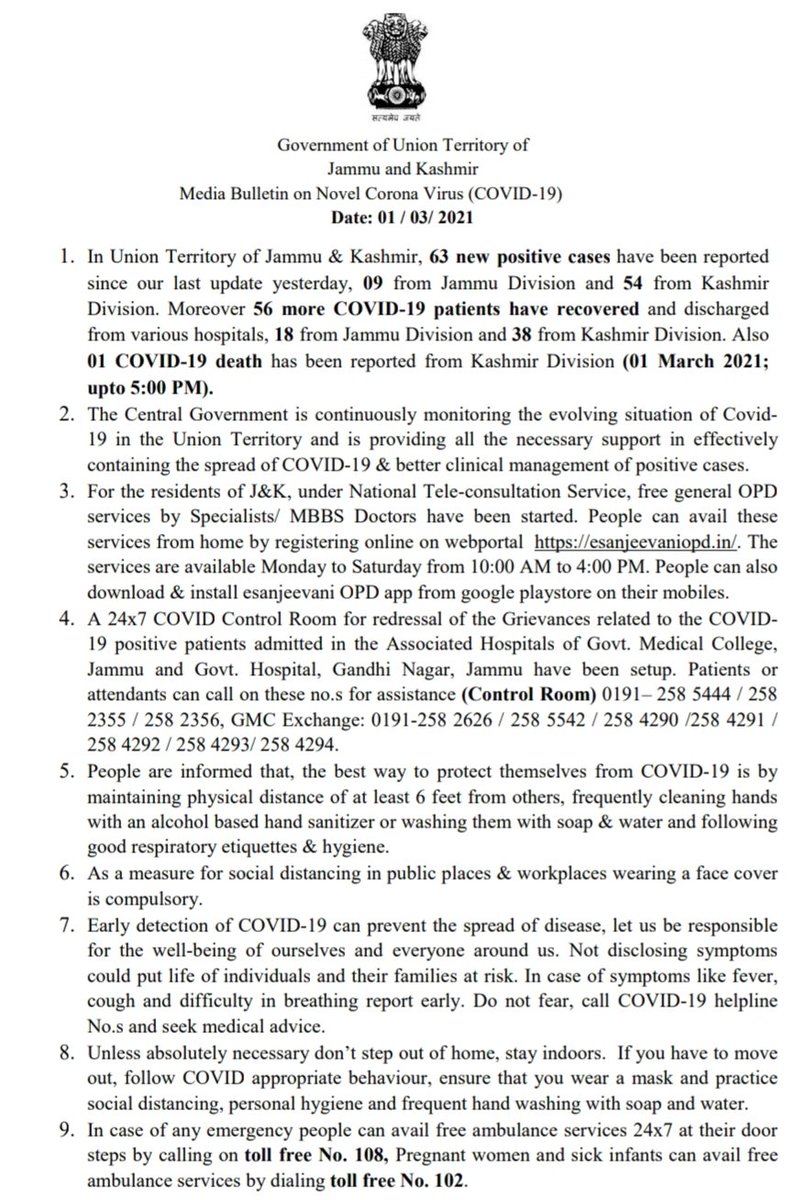 सत्यमेव जयते
Government of Union Territory of
Jammu and Kashmir
Media Bulletin on Novel Corona Virus (COVID-19)
Date: 01 / 03/ 2021
1. In Union Territory of Jammu & Kashmir, 63 new positive cases have been reported
since our last update yesterday, 09 from Jammu Division and 54 from Kashmir
Division. Moreover 56 more COVID-19 patients have recovered and discharged
from various hospitals, 18 from Jammu Division and 38 from Kashmir Division. Also
01 COVID-19 death has been reported from Kashmir Division (01 March 2021;
upto 5:00 PM).
2. The Central Government is continuously monitoring the evolving situation of Covid-
19 in the Union Territory and is providing all the necessary support in effectively
containing the spread of COVID-19 & better clinical management of positive cases.
3. For the residents of J&K, under National Tele-consultation Service, free general OPD
services by Specialists/ MBBS Doctors have been started. People can avail these
services from home by registering online on webportal https://esanjeevaniopd.in/. The
services are available Monday to Saturday from 10:00 AM to 4:00 PM. People can also
download & install esanjeevani OPD app from google playstore on their mobiles.
4. A 24x7 COVID Control Room for redressal of the Grievances related to the COVID-
19 positive patients admitted in the Associated Hospitals of Govt. Medical College,
Jammu and Govt. Hospital, Gandhi Nagar, Jammu have been setup. Patients or
attendants can call on these no.s for assistance (Control Room) 0191– 258 5444 / 258
2355 / 258 2356, GMC Exchange: 0191-258 2626 / 258 5542 / 258 4290 /258 4291 /
258 4292 / 258 4293/ 258 4294.
5. People are informed that, the best way to protect themselves from COVID-19 is by
maintaining physical distance of at least 6 feet from others, frequently cleaning hands
with an alcohol based hand sanitizer or washing them with soap & water and following
good respiratory etiquettes & hygiene.
6. As a measure for social distancing in public places & workplaces wearing a face cover
is compulsory.
7. Early detection of COVID-19 can prevent the spread of disease, let us be responsible
for the well-being of ourselves and everyone around us. Not disclosing symptoms
could put life of individuals and their families at risk. In case of symptoms like fever,
cough and difficulty in breathing report early. Do not fear, call COVID-19 helpline
No.s and seek medical advice.
8. Unless absolutely necessary don’t step out of home, stay indoors. If you have to move
out, follow COVID appropriate behaviour, ensure that you wear a mask and practice
social distancing, personal hygiene and frequent hand washing with soap and water.
9. In case of any emergency people can avail free ambulance services 24x7 at their door
steps by calling on toll free No. 108, Pregnant women and sick infants can avail free
ambulance services by dialing toll free No. 102.